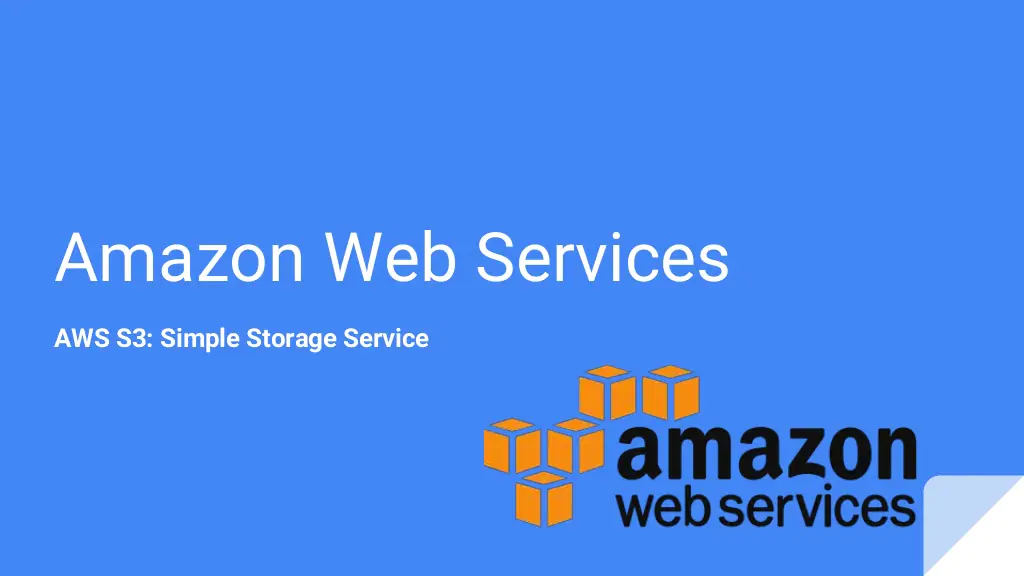 Amazon Web Services
AWS S3: Simple Storage Service
amazon
web services